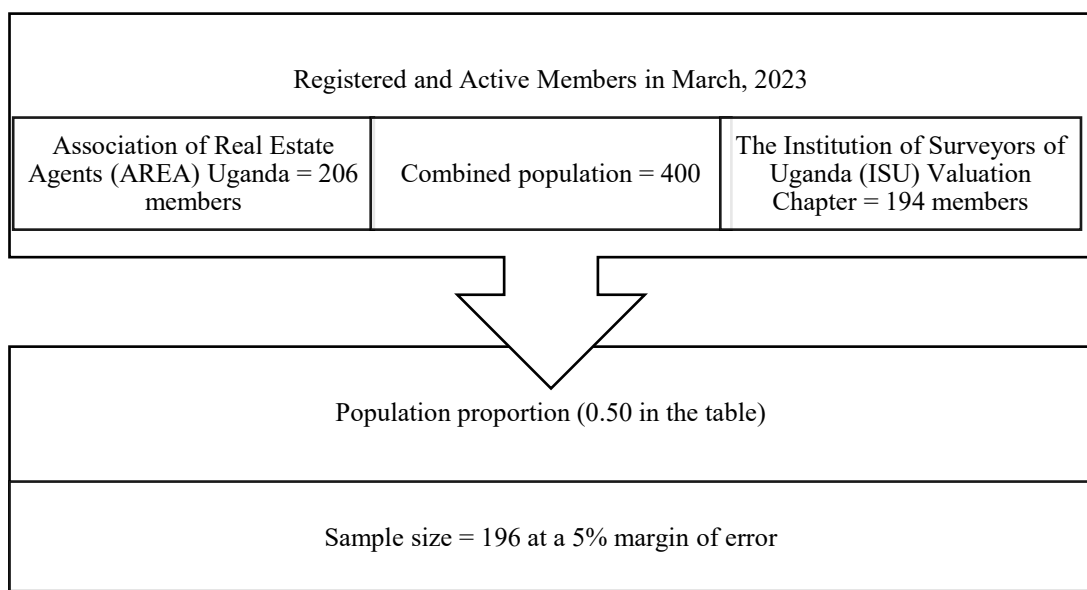 Registered and Active Members in March, 2023
Association of Real Estate
Agents (AREA) Uganda = 206
members
Combined population = 400
The Institution of Surveyors of
Uganda (ISU) Valuation
Chapter = 194 members
Population proportion (0.50 in the table)
Sample size = 196 at a 5% margin of error